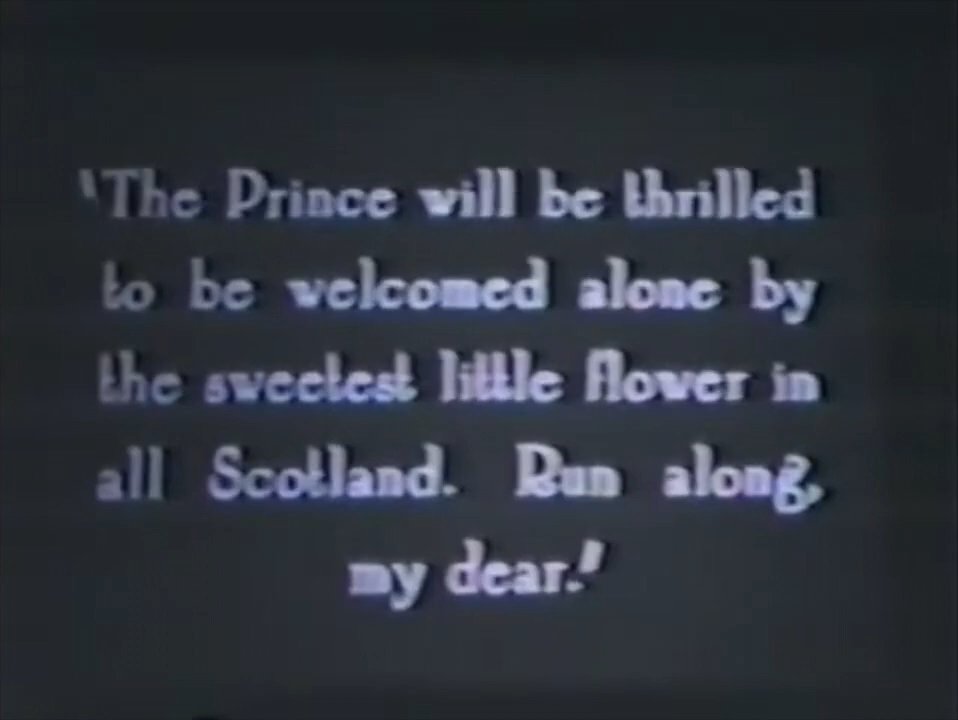 "The Prince will be thrilled
to be welcomed alone by
the sweetest little flower in
all Scotland. Run along,
my dear."